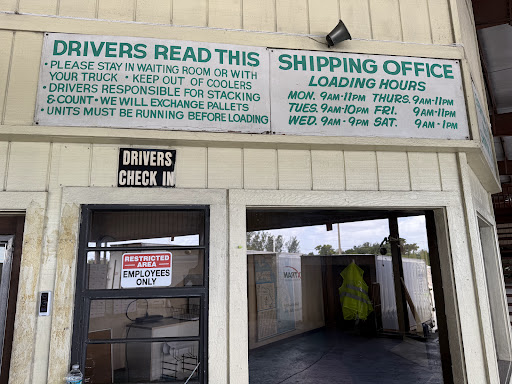 DRIVERS READ THIS
• PLEASE STAY IN WAITING ROOM OR WITH
YOUR TRUCK • KEEP OUT OF COOLERS
• DRIVERS RESPONSIBLE FOR STACKING
& COUNT • WE WILL EXCHANGE PALLETS
• UNITS MUST BE RUNNING BEFORE LOADING
SHIPPING OFFICE
LOADING HOURS
MON. 9AM-11PM THURS. 9AM-11PM
TUES. 9AM-10PM FRI. 9AM-11PM
WED. 9AM-9PM SAT. 9AM-1PM
DRIVERS
CHECK IN
RESTRICTED
AREA
EMPLOYEES
ONLY